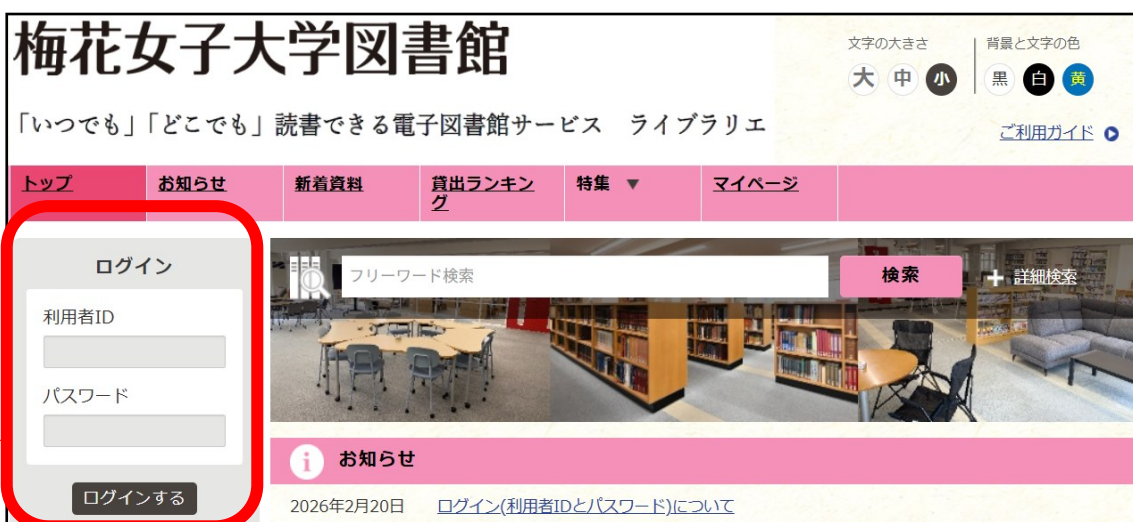 梅花女子大学図書館
「いつでも」「どこでも」読書できる電子図書館サービス　ライブラリエ
文字の大きさ
大 中 小
背景と文字の色
黒 白 黄
ご利用ガイド
トップ
お知らせ
新着資料
貸出ランキン
グ
特集 ▼
マイページ
ログイン
利用者ID
パスワード
ログインする
フリーワード検索
検索
詳細検索
お知らせ
2026年2月20日 ログイン(利用者IDとパスワード)について